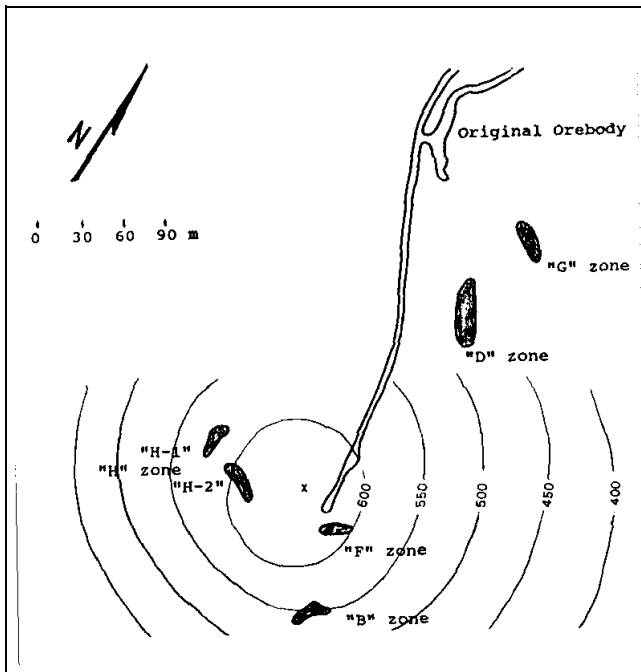 N
Original Orebody
0 30 60 90 m
"G" zone
"D" zone
"H-1"
"H" zone
"H-2"
x
600
550
500
450
400
"F" zone
"B" zone